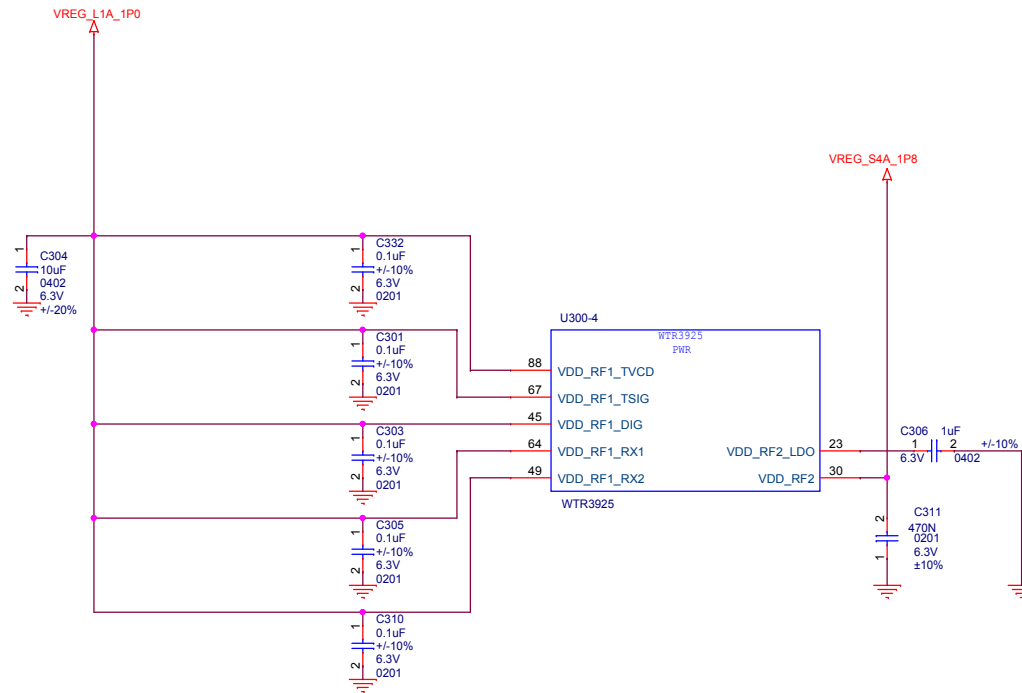 VREG_L1A_1P0
VREG_S4A_1P8
1
C304
10uF
0402
2
6.3V
+/-20%
1
C332
0.1uF
+/-10%
2
6.3V
0201
1
C301
0.1uF
+/-10%
2
6.3V
0201
1
C303
0.1uF
+/-10%
2
6.3V
0201
1
C305
0.1uF
+/-10%
2
6.3V
0201
1
C310
0.1uF
+/-10%
2
6.3V
0201
U300-4
WTR3925
PWR
88 VDD_RF1_TVCD
67 VDD_RF1_TSIG
45 VDD_RF1_DIG
64 VDD_RF1_RX1
49 VDD_RF1_RX2
VDD_RF2_LDO 23
VDD_RF2 30
WTR3925
C306 1uF
1 2 +/-10%
6.3V 0402
2
C311
470N
0201
1
6.3V
±10%